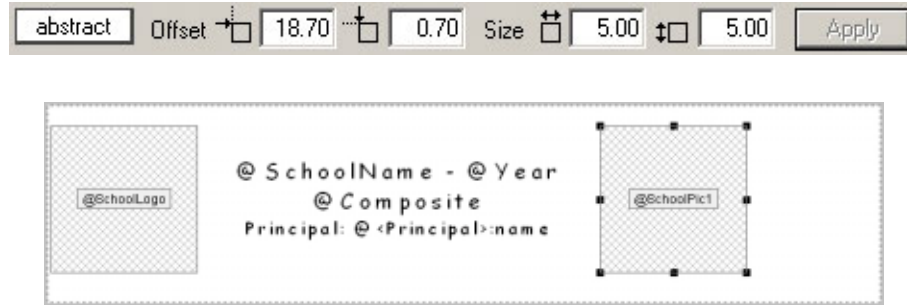 abstract Offset 18.70 0.70 Size 5.00 5.00 Apply
@SchoolName - @Year
@SchoolLogo @Composite @SchoolPic1
Principal: @<Principal>:name